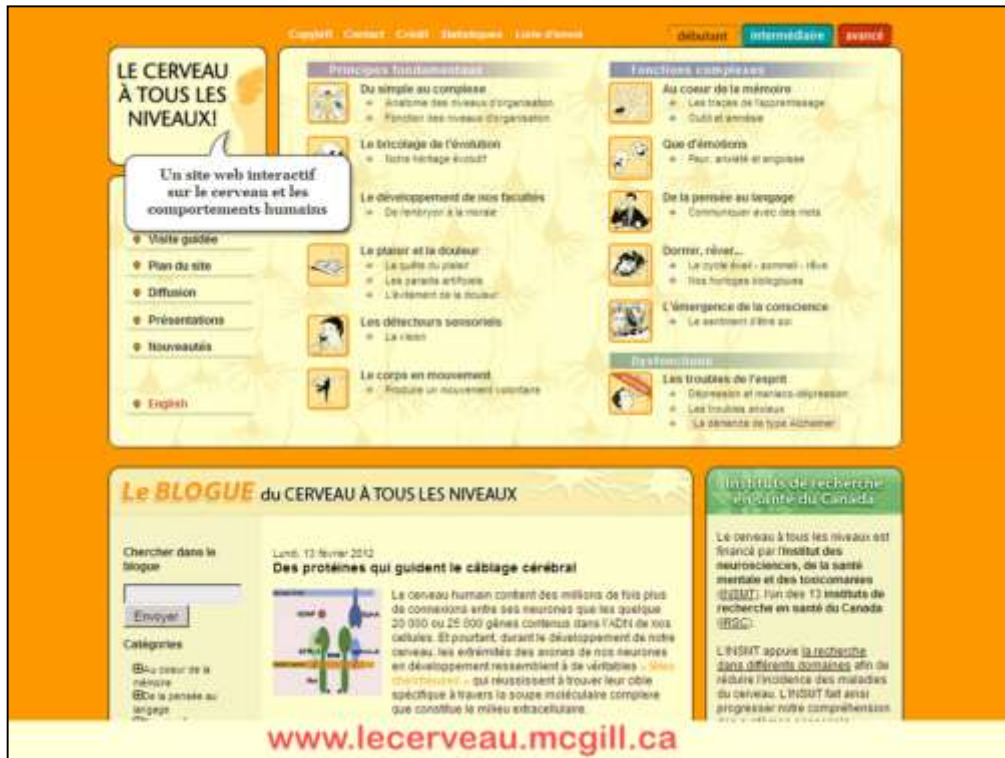 Copyleft Contact Crédit Statistiques Liste d'envoi
débutant intermédiaire avancé
LE CERVEAU
À TOUS LES
NIVEAUX!
Un site web interactif
sur le cerveau et les
comportements humains
Visite guidée
Plan du site
Diffusion
Présentations
Nouveautés
English
Principes fondamentaux
Du simple au complexe
Anatomie des niveaux d'organisation
Fonction des niveaux d'organisation
Le bricolage de l'évolution
Notre héritage évolutif
Le développement de nos facultés
De l'embryon à la morale
Le plaisir et la douleur
La quête du plaisir
Les paradis artificiels
L'évitement de la douleur
Les détecteurs sensoriels
La vision
Le corps en mouvement
Produire un mouvement volontaire
Fonctions complexes
Au coeur de la mémoire
Les traces de l'apprentissage
Oubli et amnésie
Que d'émotions
Peur, anxiété et angoisse
De la pensée au langage
Communiquer avec des mots
Dormir, rêver...
Le cycle éveil - sommeil - rêve
Nos horloges biologiques
L'émergence de la conscience
Le sentiment d'être soi
Dysfonctions
Les troubles de l'esprit
Dépression et maniaco-dépression
Les troubles anxieux
La démence de type Alzheimer
Le BLOGUE du CERVEAU À TOUS LES NIVEAUX
Chercher dans le
blogue
Envoyer
Catégories
Au coeur de la
mémoire
De la pensée au
langage
Lundi, 13 février 2012
Des protéines qui guident le câblage cérébral
Le cerveau humain contient des millions de fois plus
de connexions entre ses neurones que les quelque
20 000 ou 25 000 gènes contenus dans l'ADN de nos
cellules. Et pourtant, durant le développement de notre
cerveau, les extrémités des axones de nos neurones
en développement ressemblent à de véritables « têtes
chercheuses » qui réussissent à trouver leur cible
spécifique à travers la soupe moléculaire complexe
que constitue le milieu extracellulaire.
Instituts de recherche
en santé du Canada
Le cerveau à tous les niveaux est
financé par l'Institut des
neurosciences, de la santé
mentale et des toxicomanies
(INSMT), l'un des 13 instituts de
recherche en santé du Canada
(IRSC).
L'INSMT appuie la recherche
dans différents domaines afin de
réduire l'incidence des maladies
du cerveau. L'INSMT fait ainsi
progresser notre compréhension
www.lecerveau.mcgill.ca